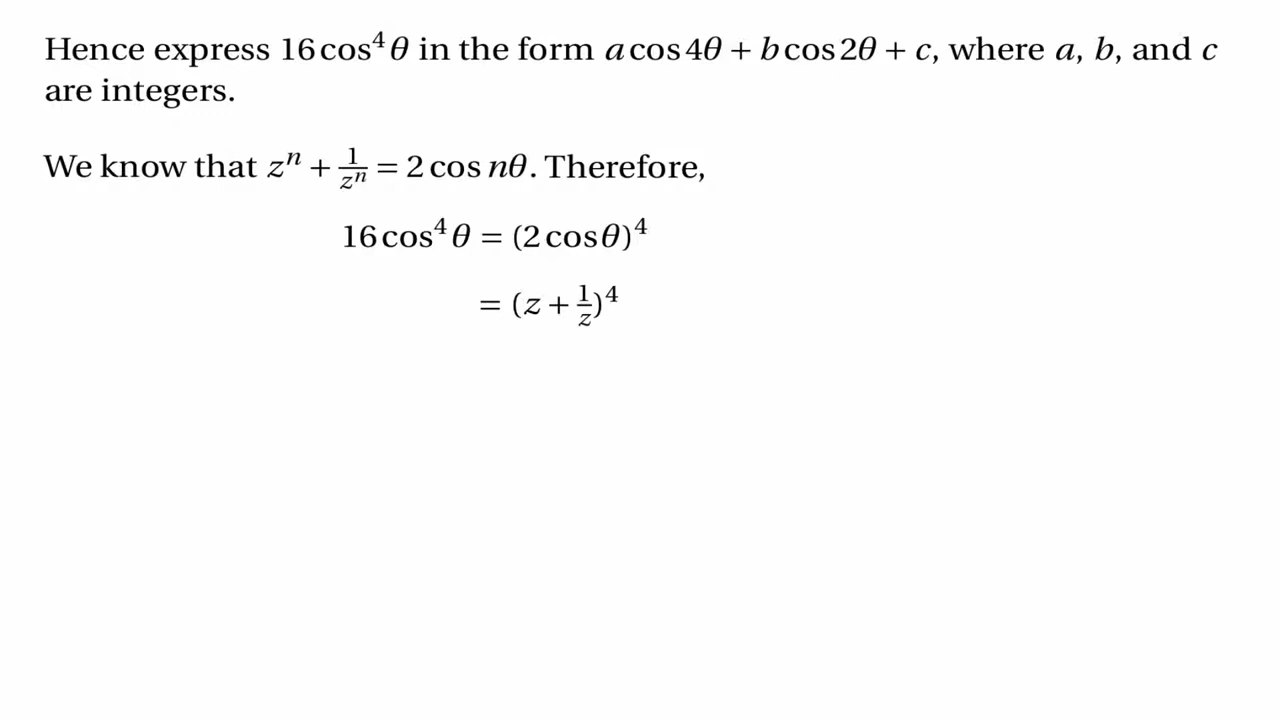 Hence express 16 cos⁴ θ in the form a cos 4θ + b cos 2θ + c, where a, b, and c
are integers.
We know that zⁿ + 1/zⁿ = 2 cos nθ. Therefore,
16 cos⁴ θ = (2 cos θ)⁴
= (z + 1/z)⁴